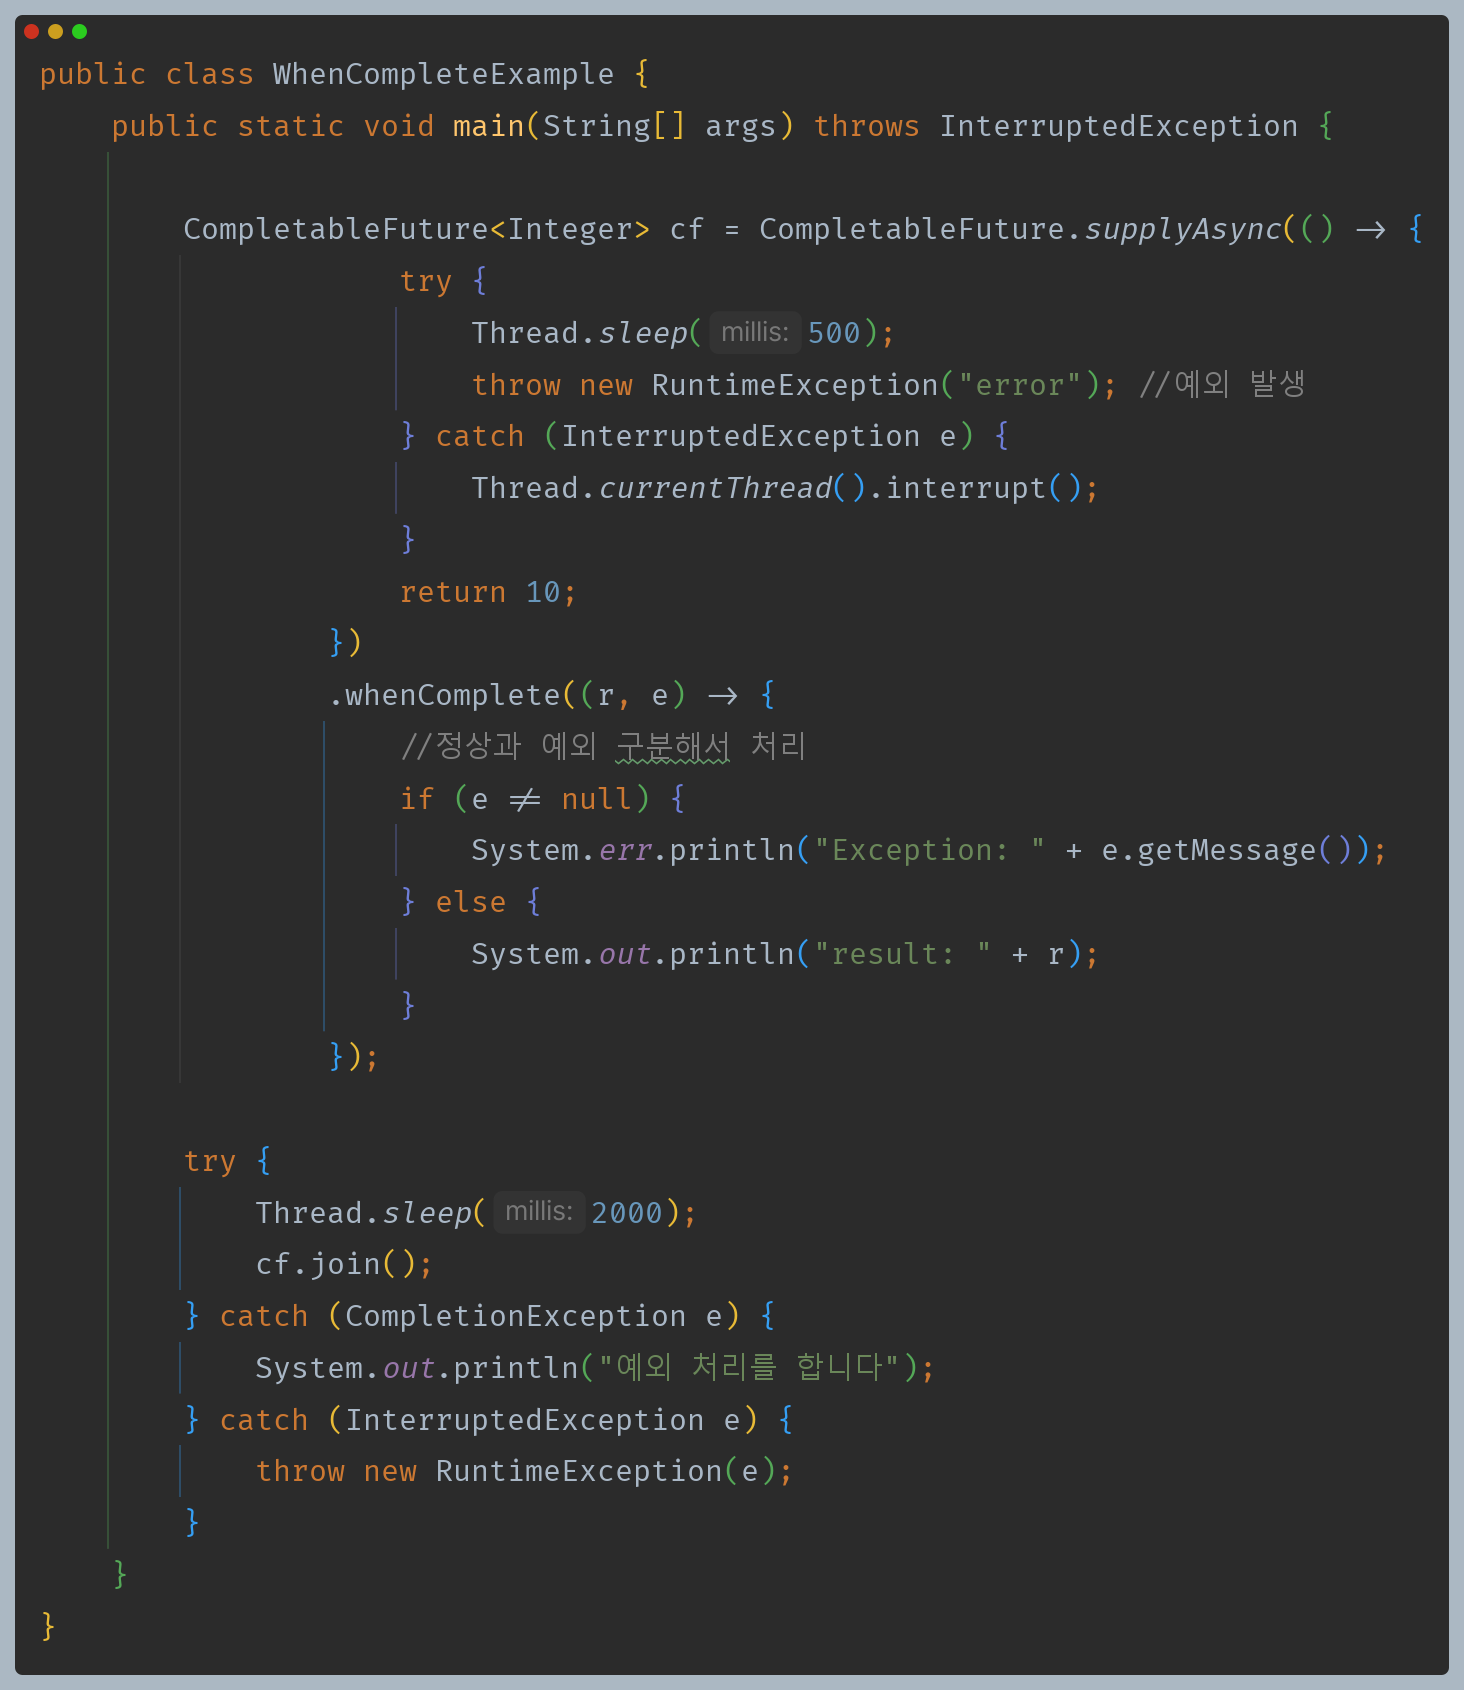 public class WhenCompleteExample {
    public static void main(String[] args) throws InterruptedException {

        CompletableFuture<Integer> cf = CompletableFuture.supplyAsync(() -> {
                    try {
                        Thread.sleep( millis: 500);
                        throw new RuntimeException("error"); //예외 발생
                    } catch (InterruptedException e) {
                        Thread.currentThread().interrupt();
                    }
                    return 10;
                })
                .whenComplete((r, e) -> {
                    //정상과 예외 구분해서 처리
                    if (e != null) {
                        System.err.println("Exception: " + e.getMessage());
                    } else {
                        System.out.println("result: " + r);
                    }
                });

        try {
            Thread.sleep( millis: 2000);
            cf.join();
        } catch (CompletionException e) {
            System.out.println("예외 처리를 합니다");
        } catch (InterruptedException e) {
            throw new RuntimeException(e);
        }
    }
}